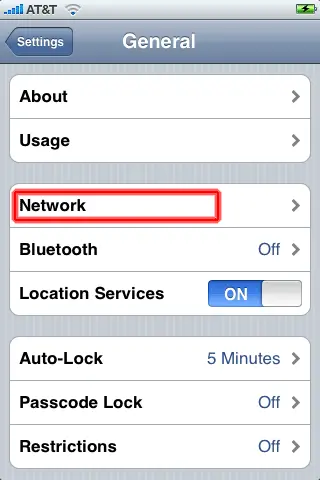 AT&T
Settings
General
About
Usage
Network
Bluetooth Off
Location Services ON
Auto-Lock 5 Minutes
Passcode Lock Off
Restrictions Off